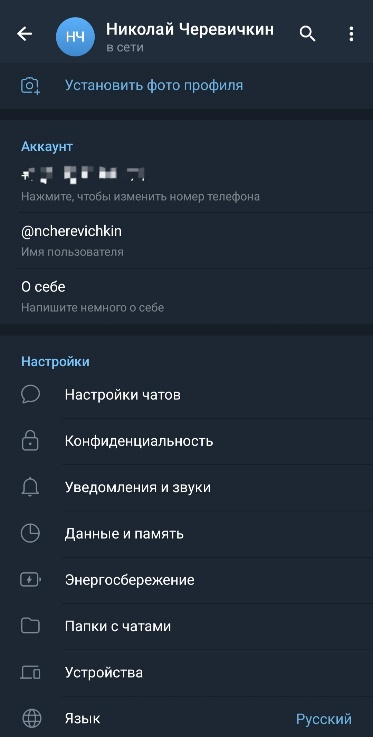 НЧ
Николай Черевичкин
в сети
Установить фото профиля
Аккаунт
Нажмите, чтобы изменить номер телефона
@ncherevichkin
Имя пользователя
О себе
Напишите немного о себе
Настройки
Настройки чатов
Конфиденциальность
Уведомления и звуки
Данные и память
Энергосбережение
Папки с чатами
Устройства
Язык
Русский